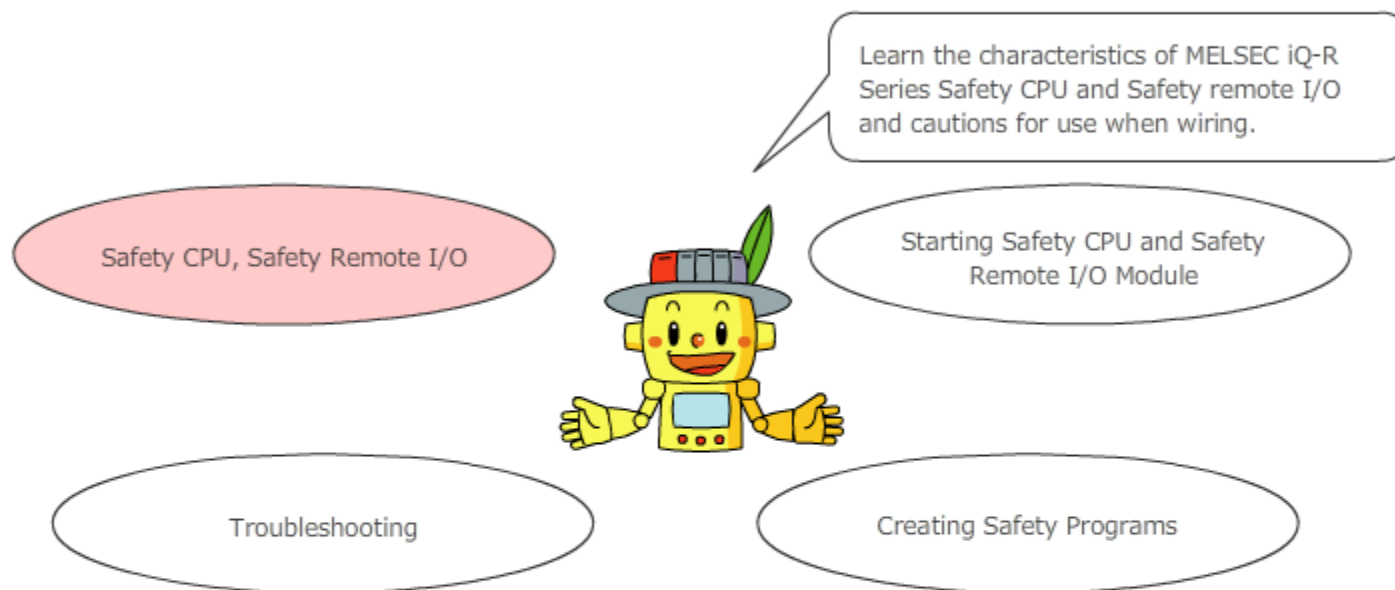 Learn the characteristics of MELSEC iQ-R
Series Safety CPU and Safety remote I/O
and cautions for use when wiring.
Safety CPU, Safety Remote I/O
Starting Safety CPU and Safety
Remote I/O Module
Troubleshooting
Creating Safety Programs